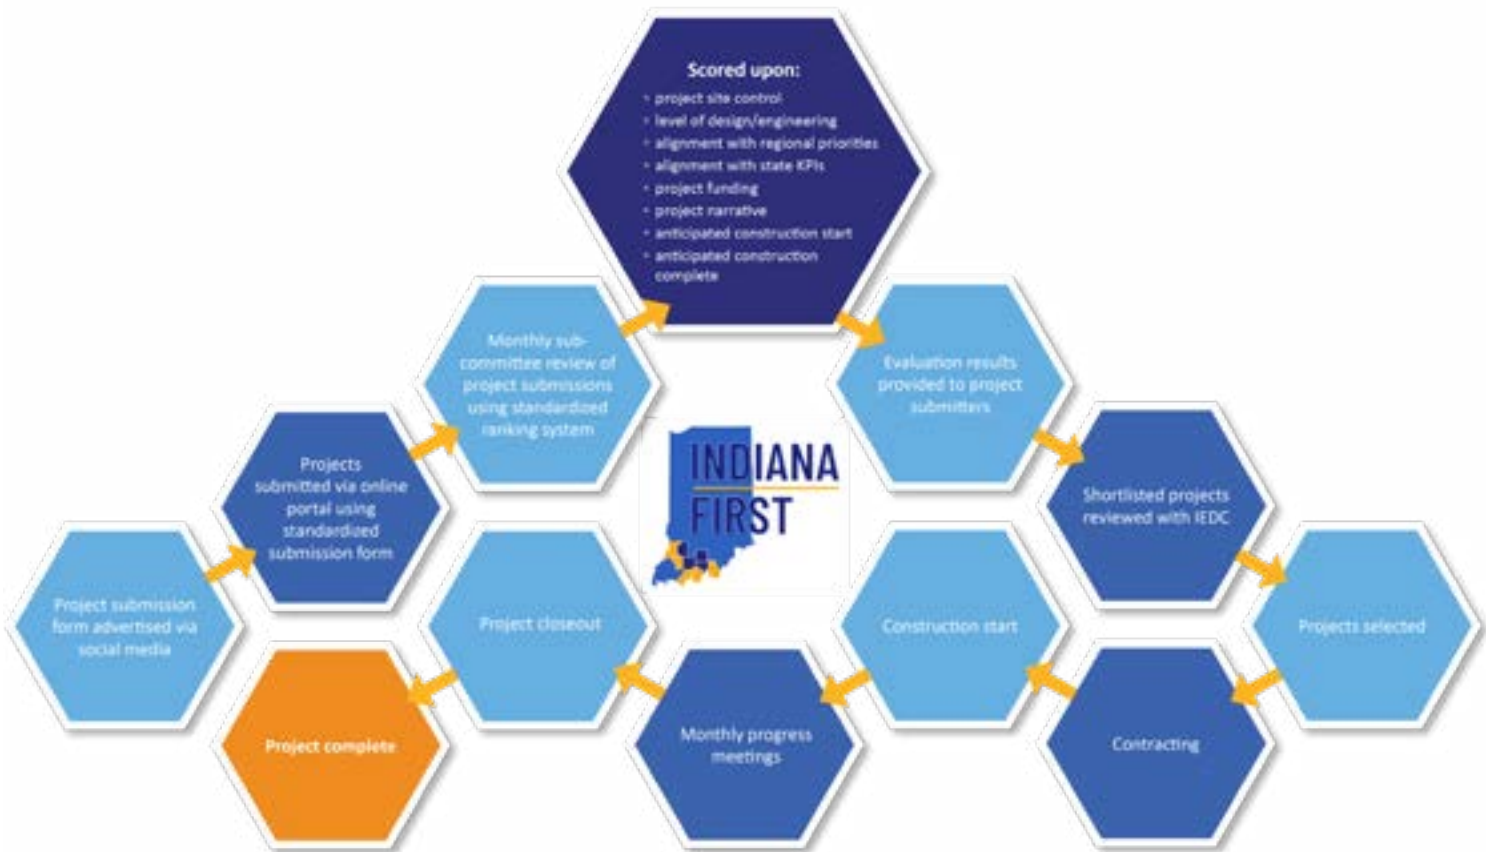 Scored upon:
• project site control
• level of design/engineering
• alignment with regional priorities
• alignment with state KPIs
• project funding
• project narrative
• anticipated construction start
• anticipated construction
complete
Monthly sub-
committee review of
project submissions
using standardized
ranking system
Evaluation results
provided to project
submitters
Projects
submitted via online
portal using
standardized
submission form
INDIANA
FIRST
Shortlisted projects
reviewed with IEDC
Project submission
form advertised via
social media
Project closeout
Construction start
Projects selected
Project complete
Monthly progress
meetings
Contracting